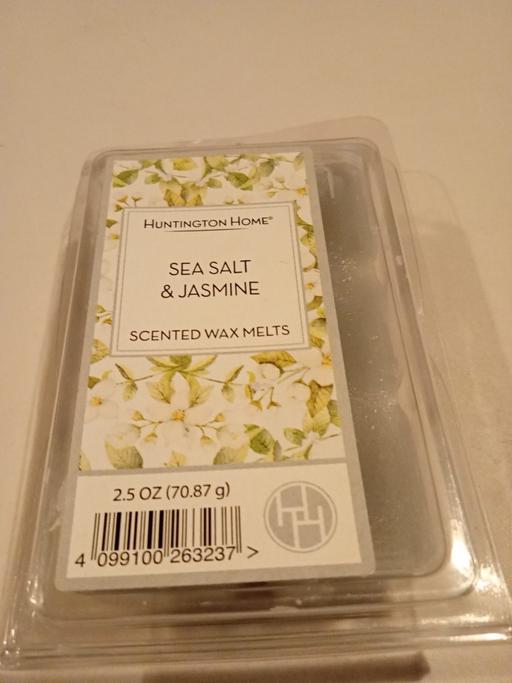 HUNTINGTON HOME®
SEA SALT
& JASMINE
SCENTED WAX MELTS
2.5 OZ (70.87 g)
4 099100 263237 >